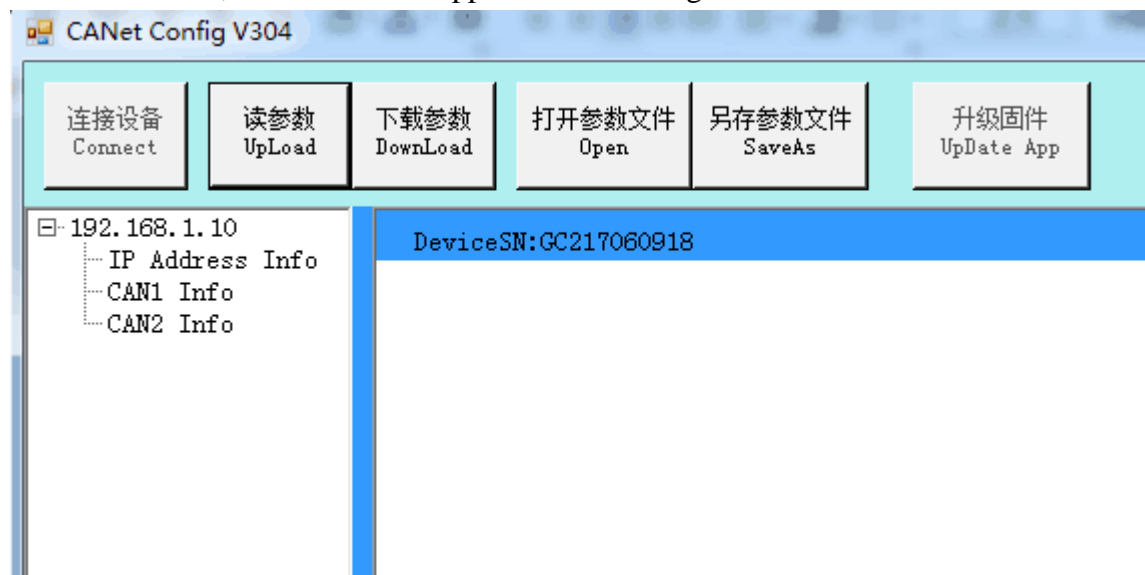 CANet Config V304
连接设备
Connect
读参数
UpLoad
下载参数
DownLoad
打开参数文件
Open
另存参数文件
SaveAs
升级固件
UpDate App
192.168.1.10
IP Address Info
CAN1 Info
CAN2 Info
DeviceSN:GC217060918